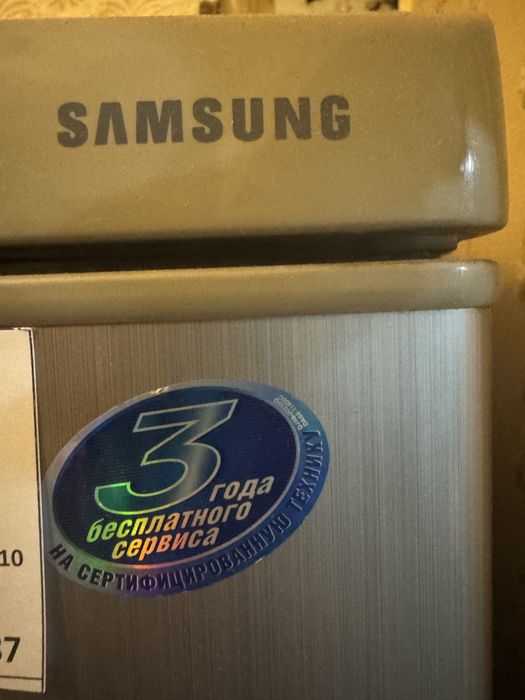 SAMSUNG
3
года
бесплатного
сервиса
НА СЕРТИФИЦИРОВАННУЮ ТЕХНИКУ
10
37